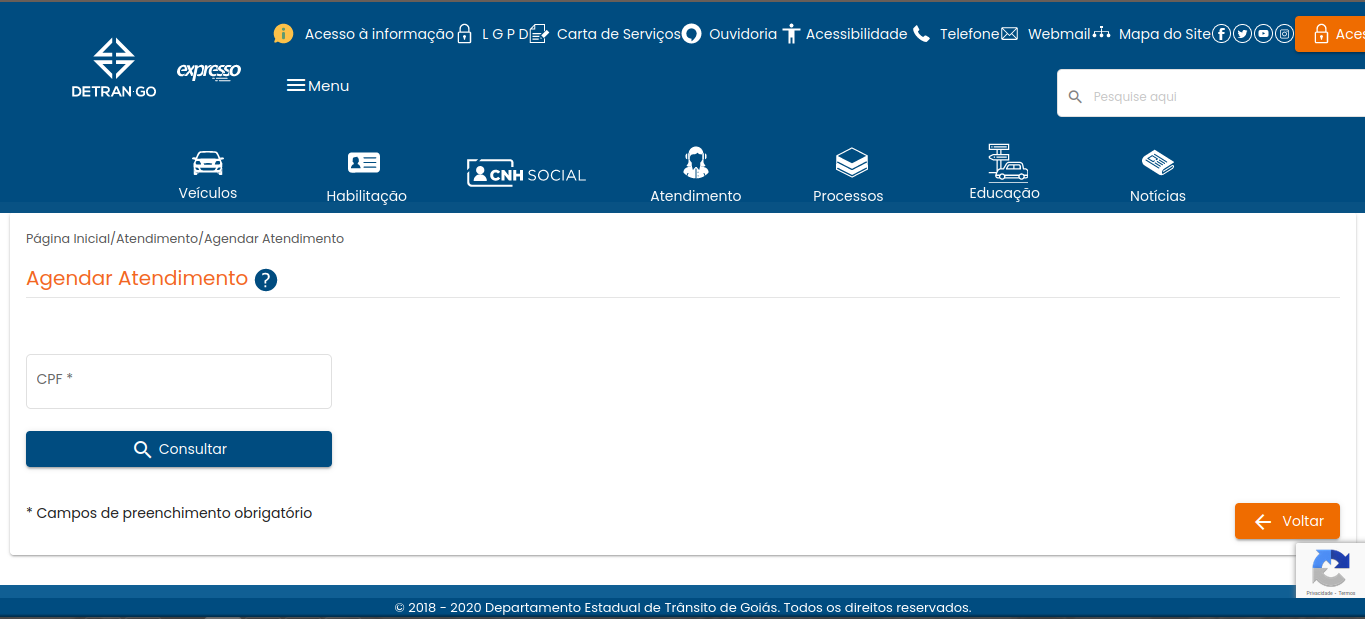 Acesso à informação L G P D Carta de Serviços Ouvidoria Acessibilidade Telefone Webmail Mapa do Site Aces
DETRAN·GO
expresso
Menu
Pesquise aqui
Veículos Habilitação CNH SOCIAL Atendimento Processos Educação Notícias
Página Inicial/Atendimento/Agendar Atendimento
Agendar Atendimento ?
CPF *
Consultar
* Campos de preenchimento obrigatório
Voltar
Privacidade - Termos
© 2018 - 2020 Departamento Estadual de Trânsito de Goiás. Todos os direitos reservados.